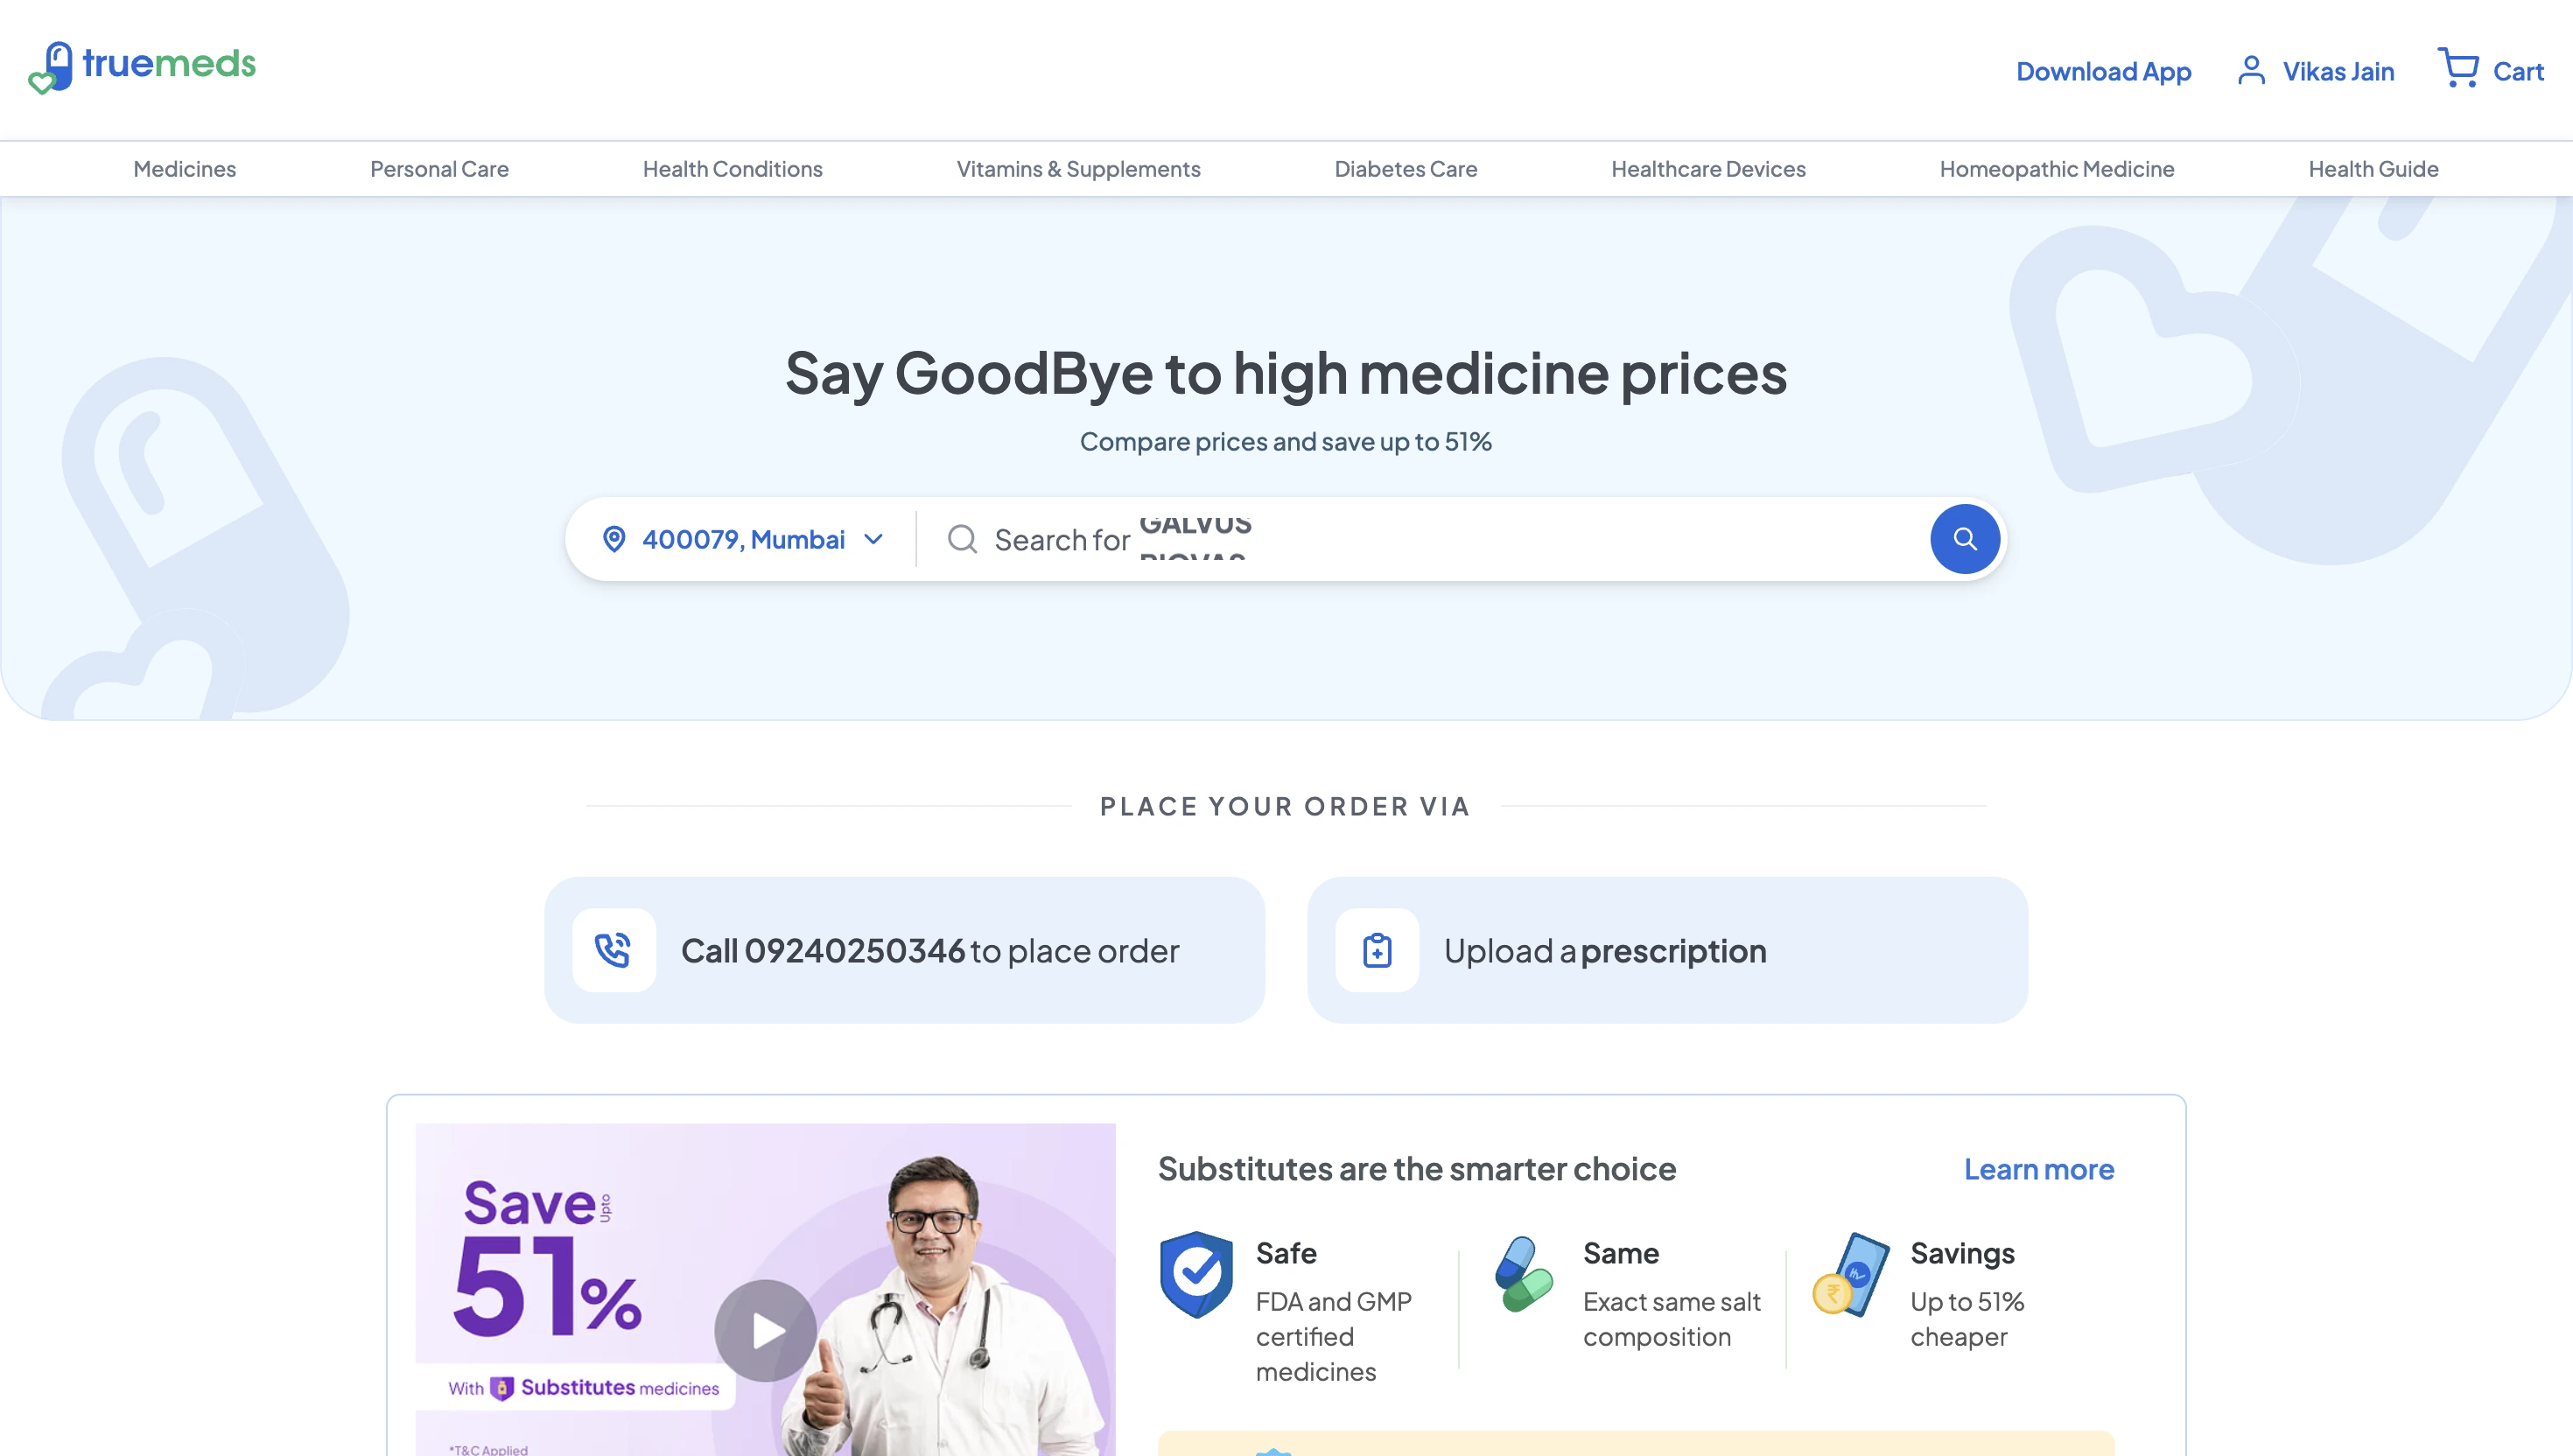 truemeds
Download App
Vikas Jain
Cart
Medicines
Personal Care
Health Conditions
Vitamins & Supplements
Diabetes Care
Healthcare Devices
Homeopathic Medicine
Health Guide
Say GoodBye to high medicine prices
Compare prices and save up to 51%
400079, Mumbai
Search for GALVUS
PLACE YOUR ORDER VIA
Call 09240250346 to place order
Upload a prescription
Save Upto
51%
With Substitutes medicines
*T&C Applied
Substitutes are the smarter choice
Learn more
Safe
FDA and GMP
certified
medicines
Same
Exact same salt
composition
Savings
Up to 51%
cheaper